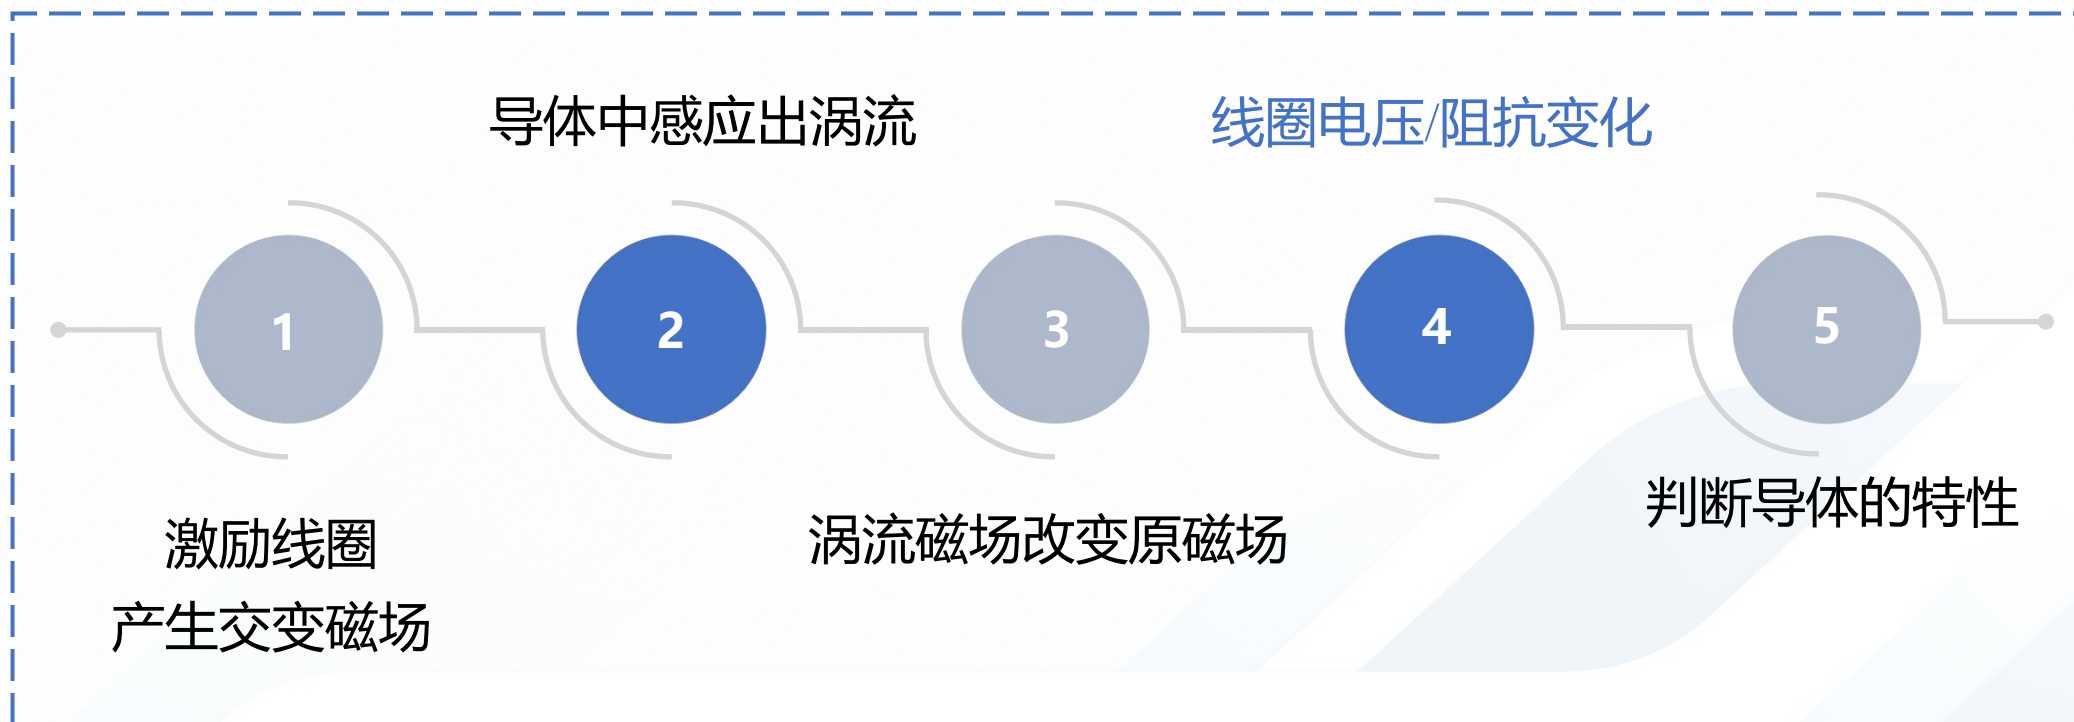 导体中感应出涡流
线圈电压/阻抗变化
1
2
3
4
5
激励线圈
产生交变磁场
涡流磁场改变原磁场
判断导体的特性